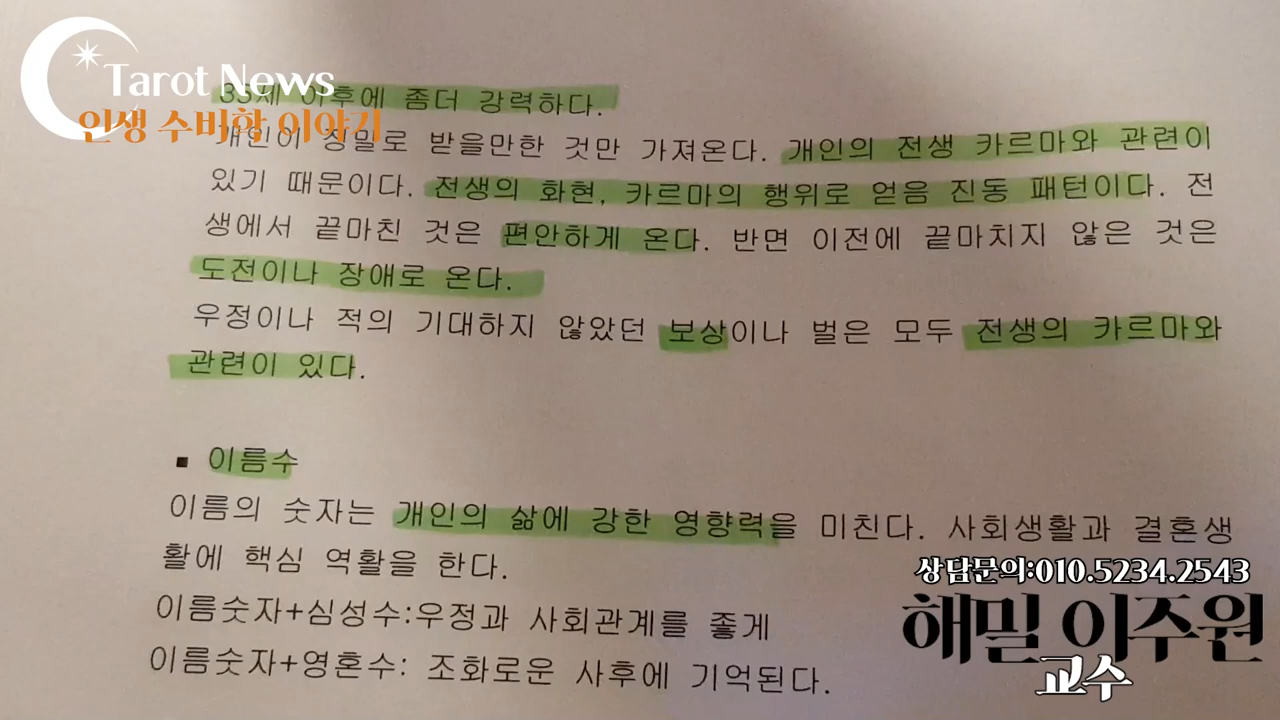 Tarot News
인생 수비학 이야기
33세 이후에 좀더 강력하다.
개인이 정말로 받을만한 것만 가져온다. 개인의 전생 카르마와 관련이
있기 때문이다. 전생의 화현, 카르마의 행위로 얻음 진동 패턴이다. 전
생에서 끝마친 것은 편안하게 온다. 반면 이전에 끝마치지 않은 것은
도전이나 장애로 온다.
우정이나 적의 기대하지 않았던 보상이나 벌은 모두 전생의 카르마와
관련이 있다.
▪ 이름수
이름의 숫자는 개인의 삶에 강한 영향력을 미친다. 사회생활과 결혼생
활에 핵심 역활을 한다.
이름숫자+심성수:우정과 사회관계를 좋게
이름숫자+영혼수: 조화로운 사후에 기억된다.
상담문의:010.5234.2543
해밀 이주원
교수